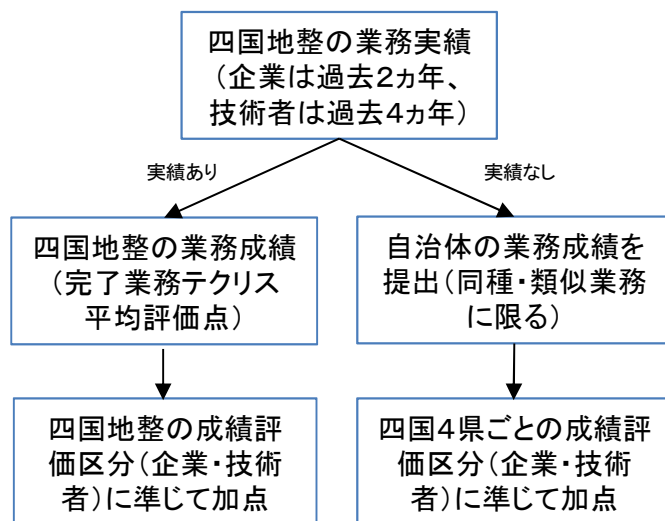 四国地整の業務実績
（企業は過去２ヵ年、
技術者は過去４ヵ年）
実績あり
実績なし
四国地整の業務成績
（完了業務テクリス
平均評価点）
自治体の業務成績を
提出（同種・類似業務
に限る）
四国地整の成績評
価区分（企業・技術
者）に準じて加点
四国４県ごとの成績評
価区分（企業・技術
者）に準じて加点